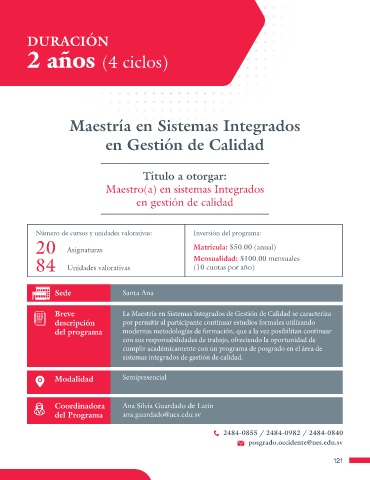 DURACIÓN
2 años (4 ciclos)
Maestría en Sistemas Integrados
en Gestión de Calidad
Título a otorgar:
Maestro(a) en sistemas Integrados
en gestión de calidad
Número de cursos y unidades valorativas:
20 Asignaturas
84 Unidades valorativas
Inversión del programa:
Matrícula: $50.00 (anual)
Mensualidad: $100.00 mensuales
(10 cuotas por año)
Sede
Santa Ana
Breve
descripción
del programa
La Maestría en Sistemas Integrados de Gestión de Calidad se caracteriza
por permitir al participante continuar estudios formales utilizando
modernas metodologías de formación, que a la vez posibilitan continuar
con sus responsabilidades de trabajo, ofreciendo la oportunidad de
cumplir académicamente con un programa de posgrado en el área de
sistemas integrados de gestión de calidad.
Modalidad
Semipresencial
Coordinadora
del Programa
Ana Silvia Guardado de Latín
ana.guardado@ues.edu.sv
2484-0855 / 2484-0982 / 2484-0840
posgrado.occidente@ues.edu.sv
121